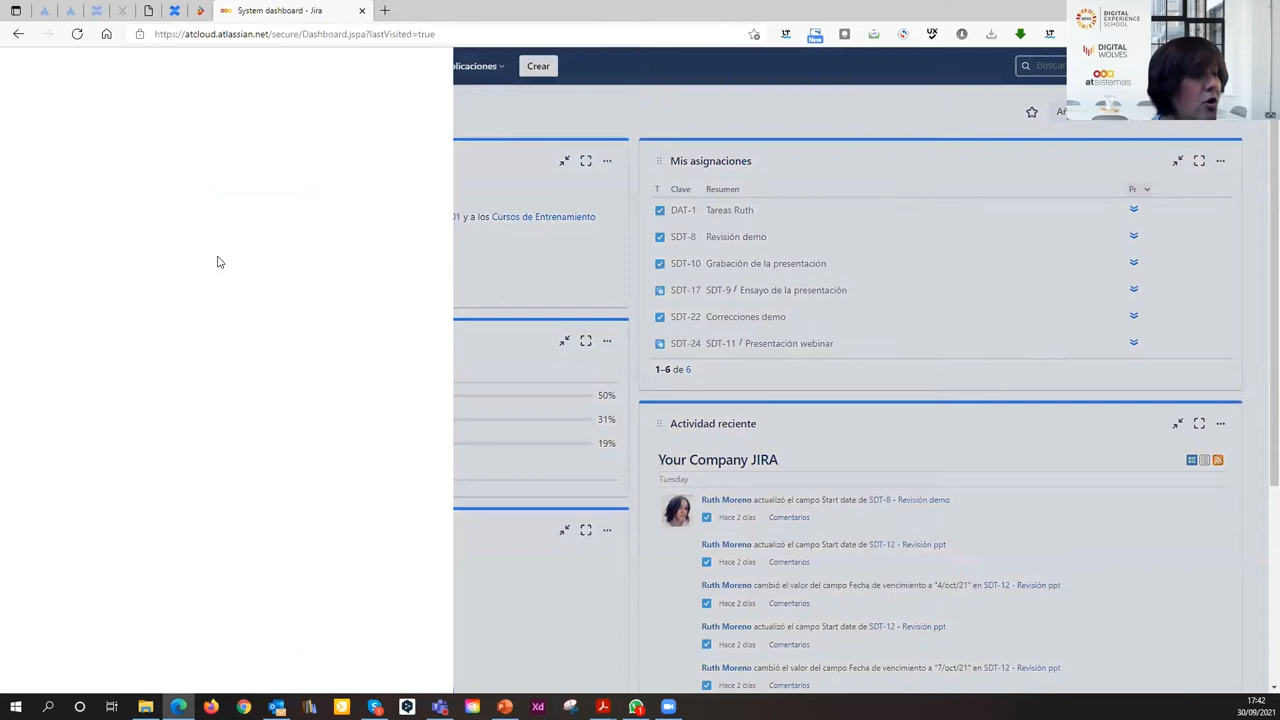 System dashboard - Jira
https://atcloud.atlassian.net/secure/Dashboard.jspa?lastVisited=true
New
DIGITAL
EXPERIENCE
SCHOOL
DIGITAL
WOLVES
atsistemas
plicaciones
Crear
Buscar
Mis asignaciones
T Clave Resumen Pr
DAT-1 Tareas Ruth
SDT-8 Revisión demo
SDT-10 Grabación de la presentación
SDT-17 SDT-9 / Ensayo de la presentación
SDT-22 Correcciones demo
SDT-24 SDT-11 / Presentación webinar
1–6 de 6
01 y a los Cursos de Entrenamiento
50%
31%
19%
Actividad reciente
Your Company JIRA
Tuesday
Ruth Moreno actualizó el campo Start date de SDT-8 - Revisión demo
Hace 2 días Comentarios
Ruth Moreno actualizó el campo Start date de SDT-12 - Revisión ppt
Hace 2 días Comentarios
Ruth Moreno cambió el valor del campo Fecha de vencimiento a "4/oct/21" en SDT-12 - Revisión ppt
Hace 2 días Comentarios
Ruth Moreno actualizó el campo Start date de SDT-12 - Revisión ppt
Hace 2 días Comentarios
Ruth Moreno cambió el valor del campo Fecha de vencimiento a "7/oct/21" en SDT-12 - Revisión ppt
Hace 2 días Comentarios
17:42
30/09/2021